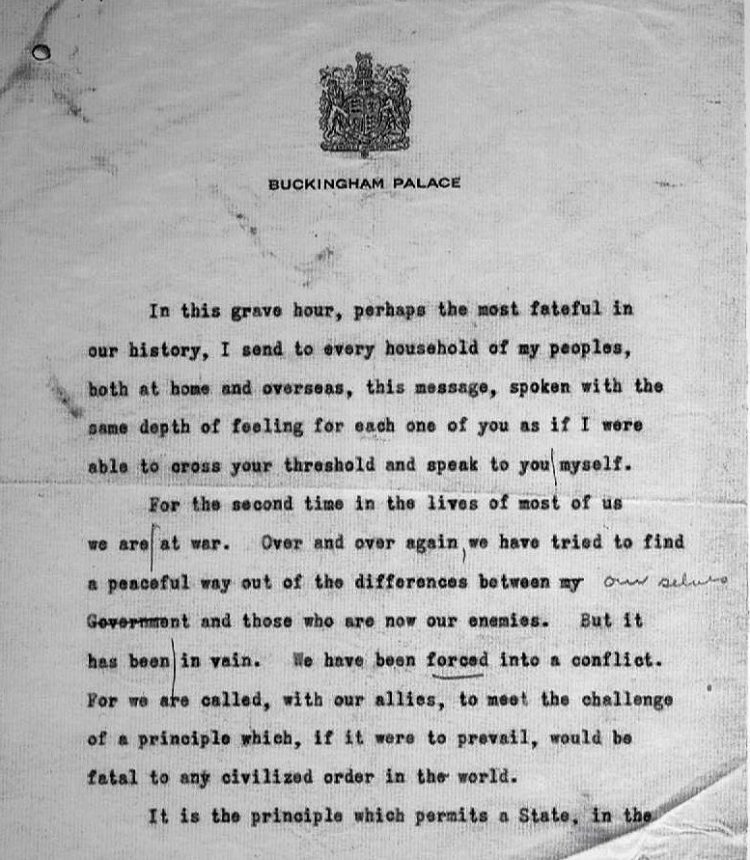 BUCKINGHAM PALACE
In this grave hour, perhaps the most fateful in
our history, I send to every household of my peoples,
both at home and overseas, this message, spoken with the
same depth of feeling for each one of you as if I were
able to cross your threshold and speak to you myself.
For the second time in the lives of most of us
we are at war. Over and over again, we have tried to find
a peaceful way out of the differences between my ourselves
Government and those who are now our enemies. But it
has been in vain. We have been forced into a conflict.
For we are called, with our allies, to meet the challenge
of a principle which, if it were to prevail, would be
fatal to any civilized order in the world.
It is the principle which permits a State, in the